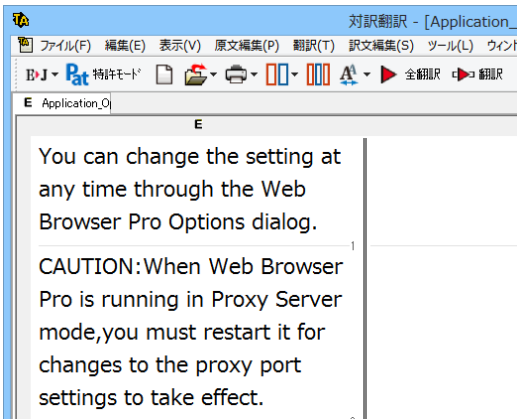 TA 対訳翻訳 - [Application_
ファイル(F) 編集(E) 表示(V) 原文編集(P) 翻訳(T) 訳文編集(S) ツール(L) ウィント
E▸J Pat 特許モード A 全翻訳 翻訳
E Application_O
E
You can change the setting at
any time through the Web
Browser Pro Options dialog.
1
CAUTION:When Web Browser
Pro is running in Proxy Server
mode,you must restart it for
changes to the proxy port
settings to take effect.